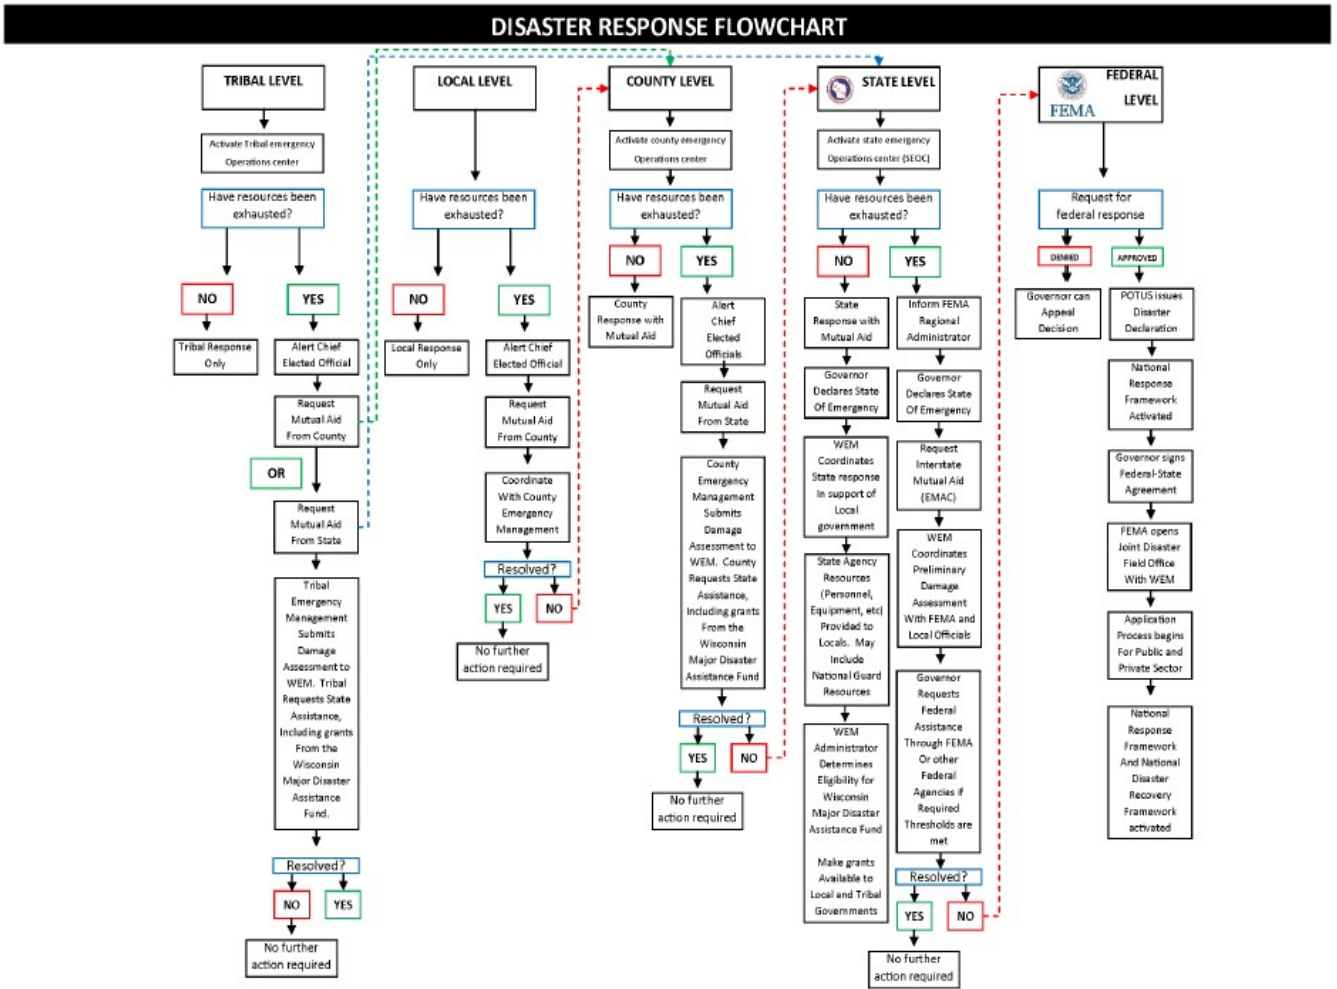 DISASTER RESPONSE FLOWCHART
TRIBAL LEVEL
Activate Tribal emergency
Operations center
Have resources been
exhausted?
NO
YES
Tribal Response
Only
Alert Chief
Elected Official
Request
Mutual Aid
From County
OR
Request
Mutual Aid
From State
Tribal
Emergency
Management
Submits
Damage
Assessment to
WEM. Tribal
Requests State
Assistance,
Including grants
From the
Wisconsin
Major Disaster
Assistance
Fund.
Resolved?
NO
YES
No further
action required
LOCAL LEVEL
Have resources been
exhausted?
NO
YES
Local Response
Only
Alert Chief
Elected Official
Request
Mutual Aid
From County
Coordinate
With County
Emergency
Management
Resolved?
YES
NO
No further
action required
COUNTY LEVEL
Activate county emergency
Operations center
Have resources been
exhausted?
NO
YES
County
Response with
Mutual Aid
Alert
Chief
Elected
Officials
Request
Mutual Aid
From State
County
Emergency
Management
Submits
Damage
Assessment to
WEM. County
Requests State
Assistance,
Including grants
From the
Wisconsin
Major Disaster
Assistance Fund
Resolved?
YES
NO
No further
action required
STATE LEVEL
Activate state emergency
Operations center (SEOC)
Have resources been
exhausted?
NO
YES
State
Response with
Mutual Aid
Governor
Declares State
Of Emergency
WEM
Coordinates
State response
In support of
Local
government
State Agency
Resources
(Personnel,
Equipment, etc)
Provided to
Locals. May
Include
National Guard
Resources
WEM
Administrator
Determines
Eligibility for
Wisconsin
Major Disaster
Assistance Fund
Make grants
Available to
Local and Tribal
Governments
Inform FEMA
Regional
Administrator
Governor
Declares State
Of Emergency
Request
Interstate
Mutual Aid
(EMAC)
WEM
Coordinates
Preliminary
Damage
Assessment
With FEMA and
Local Officials
Governor
Requests
Federal
Assistance
Through FEMA
Or other
Federal
Agencies if
Required
Thresholds are
met
Resolved?
YES
NO
No further
action required
FEMA
FEDERAL
LEVEL
Request for
federal response
DENIED
APPROVED
Governor can
Appeal
Decision
POTUS issues
Disaster
Declaration
National
Response
Framework
Activated
Governor signs
Federal-State
Agreement
FEMA opens
Joint Disaster
Field Office
With WEM
Application
Process begins
For Public and
Private Sector
National
Response
Framework
And National
Disaster
Recovery
Framework
activated